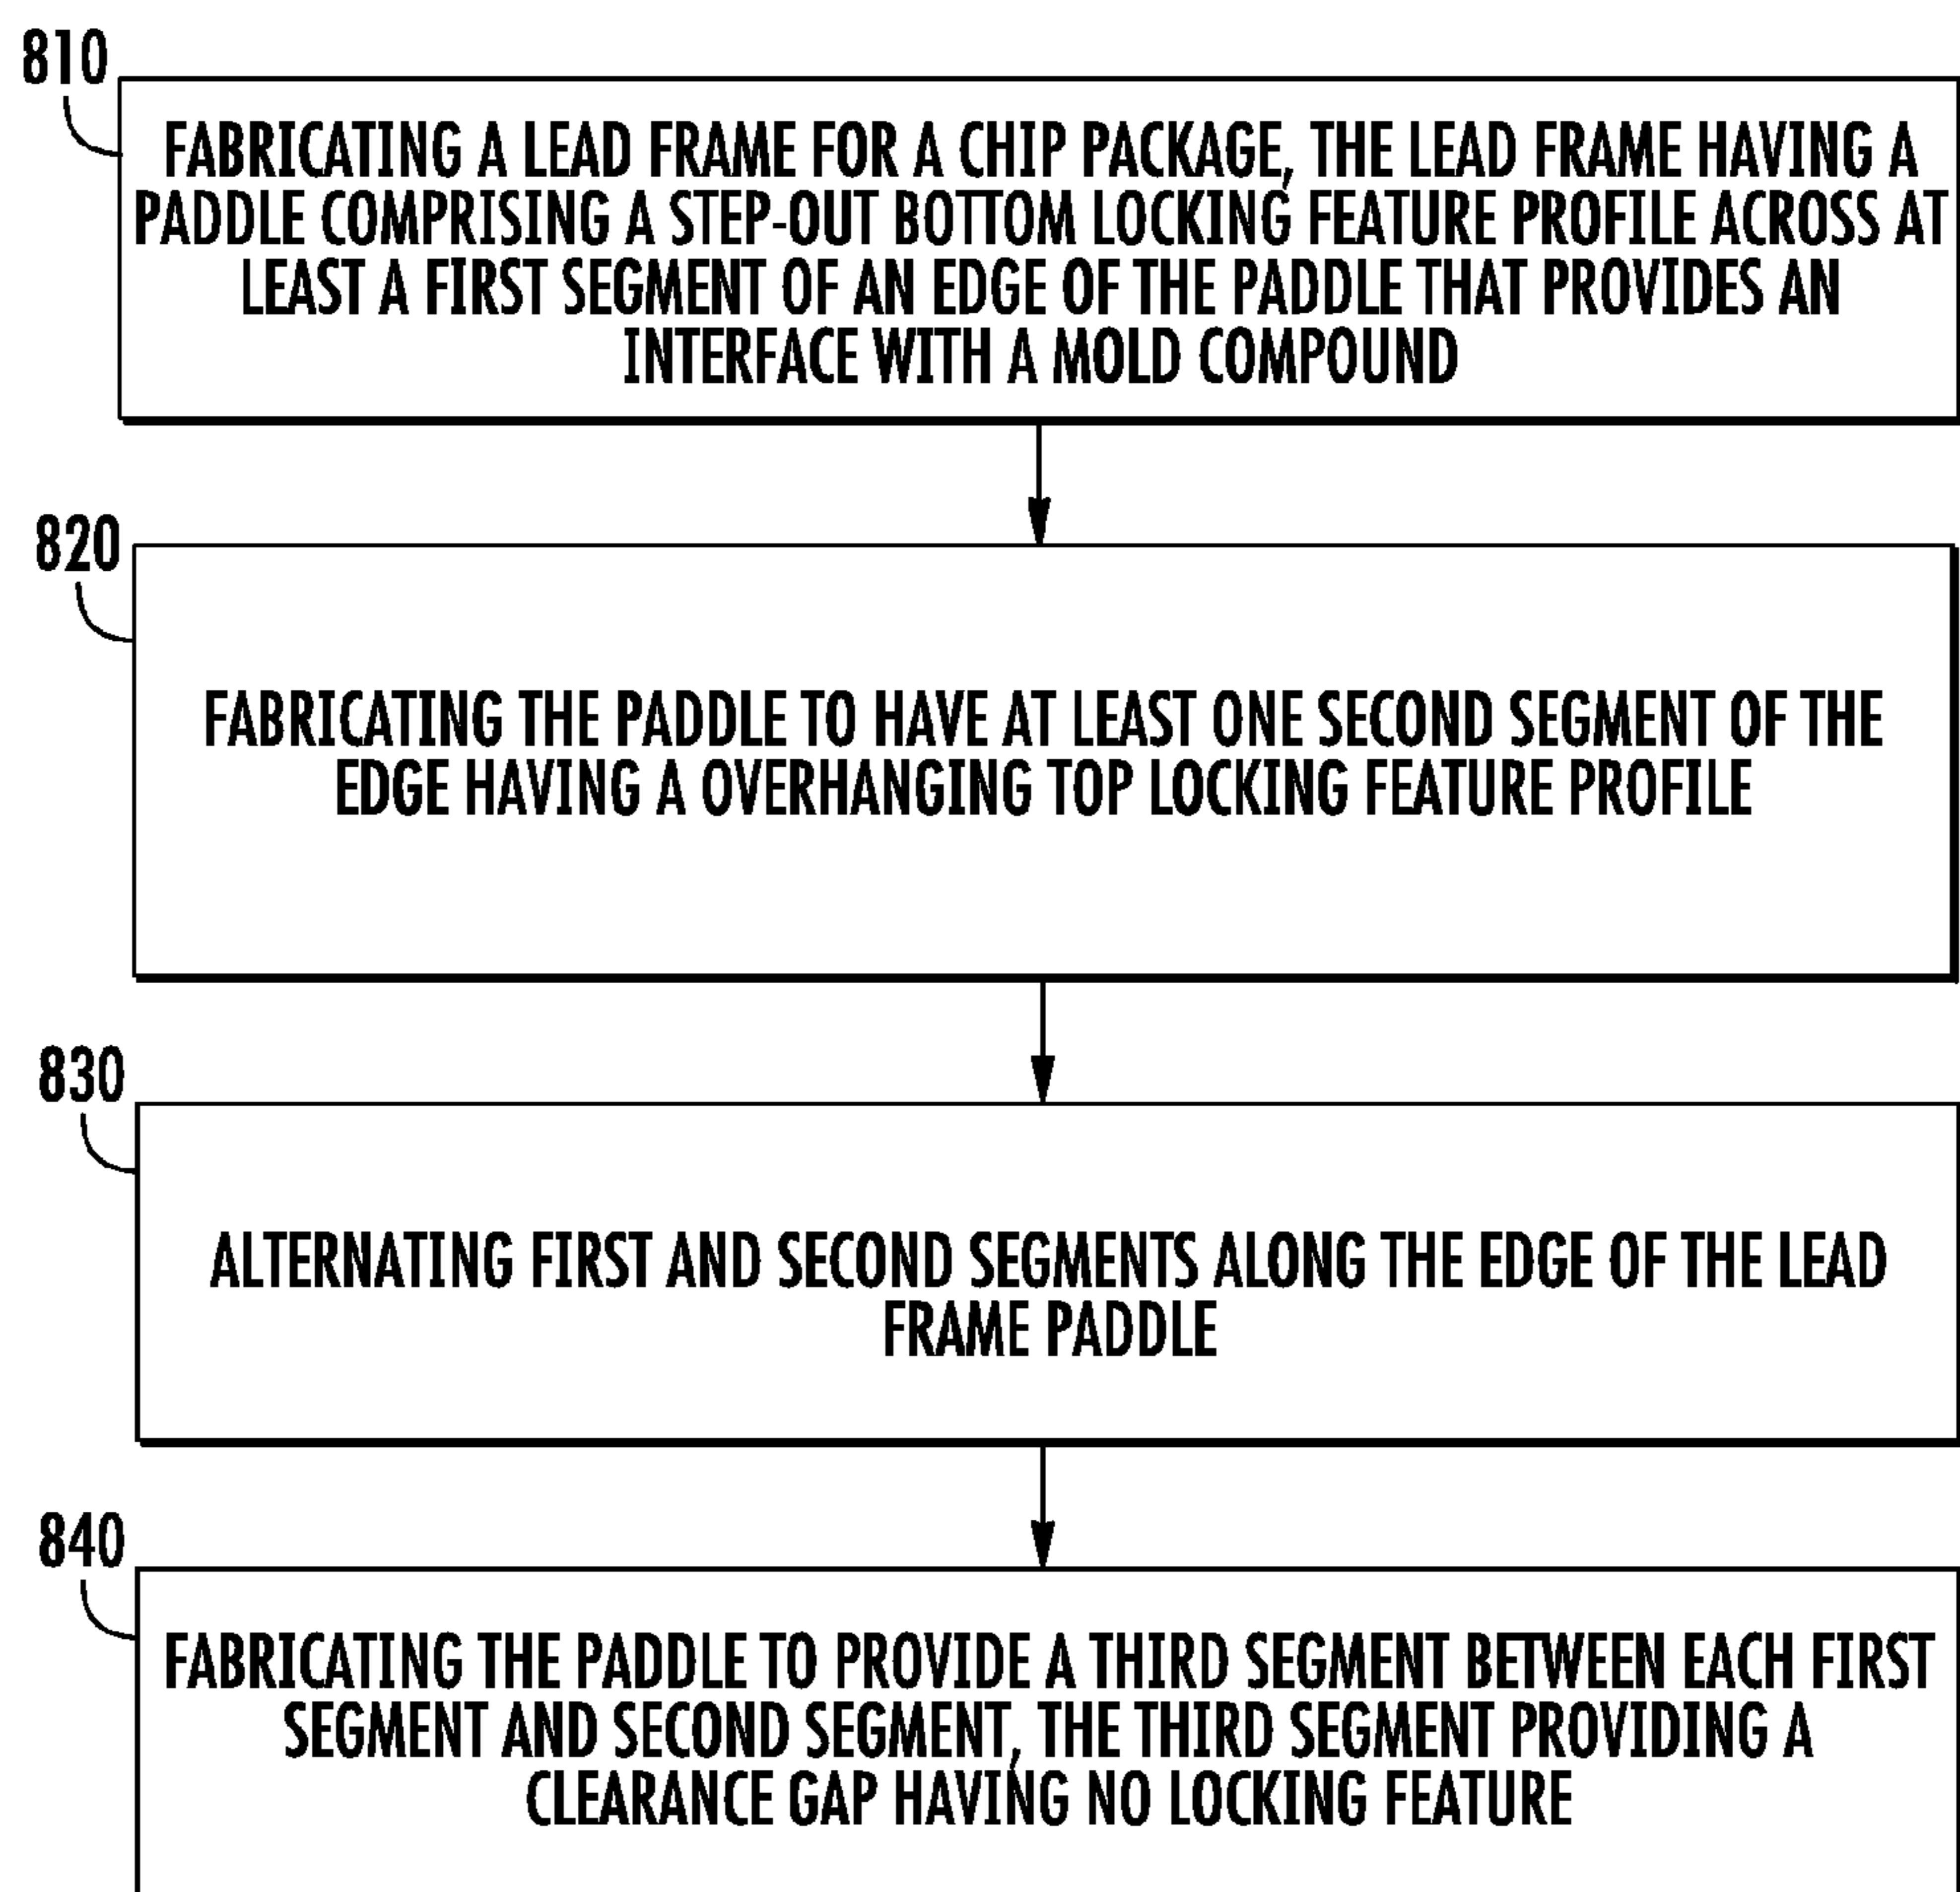 810
FABRICATING A LEAD FRAME FOR A CHIP PACKAGE, THE LEAD FRAME HAVING A
PADDLE COMPRISING A STEP-OUT BOTTOM LOCKING FEATURE PROFILE ACROSS AT
LEAST A FIRST SEGMENT OF AN EDGE OF THE PADDLE THAT PROVIDES AN
INTERFACE WITH A MOLD COMPOUND
820
FABRICATING THE PADDLE TO HAVE AT LEAST ONE SECOND SEGMENT OF THE
EDGE HAVING A OVERHANGING TOP LOCKING FEATURE PROFILE
830
ALTERNATING FIRST AND SECOND SEGMENTS ALONG THE EDGE OF THE LEAD
FRAME PADDLE
840
FABRICATING THE PADDLE TO PROVIDE A THIRD SEGMENT BETWEEN EACH FIRST
SEGMENT AND SECOND SEGMENT, THE THIRD SEGMENT PROVIDING A
CLEARANCE GAP HAVING NO LOCKING FEATURE